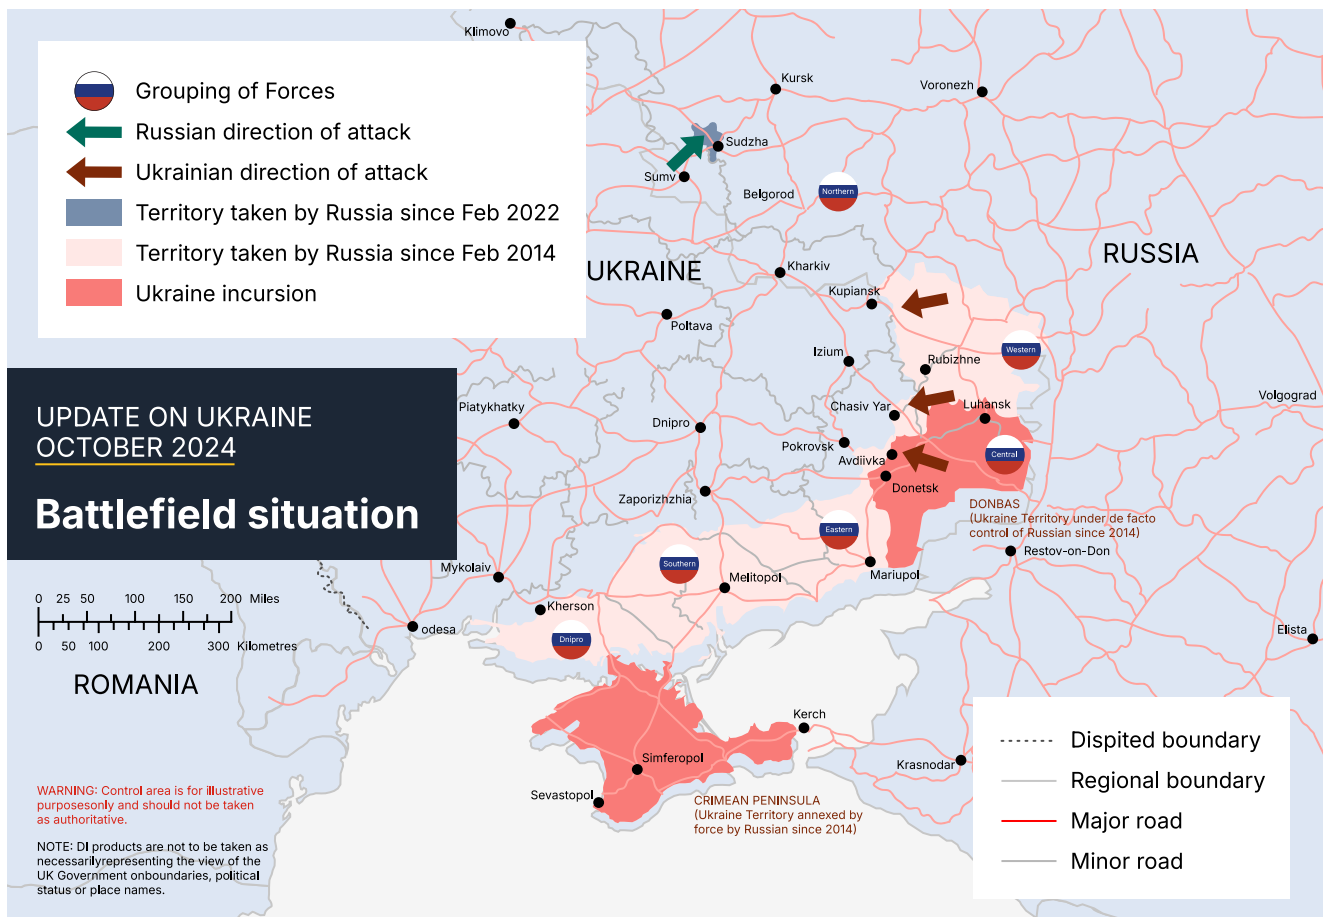 Klimovo
Grouping of Forces
Russian direction of attack
Ukrainian direction of attack
Territory taken by Russia since Feb 2022
Territory taken by Russia since Feb 2014
Ukraine incursion
Kursk
Voronezh
Sudzha
Sumv
Belgorod
Northern
RUSSIA
UKRAINE
Kharkiv
Kupiansk
Poltava
Izium
Western
Rubizhne
UPDATE ON UKRAINE
OCTOBER 2024
Battlefield situation
Piatykhatky
Dnipro
Chasiv Yar
Luhansk
Volgograd
Pokrovsk
Avdiivka
Central
Donetsk
Zaporizhzhia
DONBAS
(Ukraine Territory under de facto
control of Russian since 2014)
Eastern
Restov-on-Don
Southern
Mykolaiv
Melitopol
Mariupol
0 25 50 100 150 200 Miles
0 50 100 200 300 Kilometres
Kherson
odesa
Dnipro
Elista
ROMANIA
Kerch
Simferopol
Krasnodar
Sevastopol
CRIMEAN PENINSULA
(Ukraine Territory annexed by
force by Russian since 2014)
WARNING: Control area is for illustrative
purposesonly and should not be taken
as authoritative.
NOTE: DI products are not to be taken as
necessarilyrepresenting the view of the
UK Government onboundaries, political
status or place names.
Dispited boundary
Regional boundary
Major road
Minor road